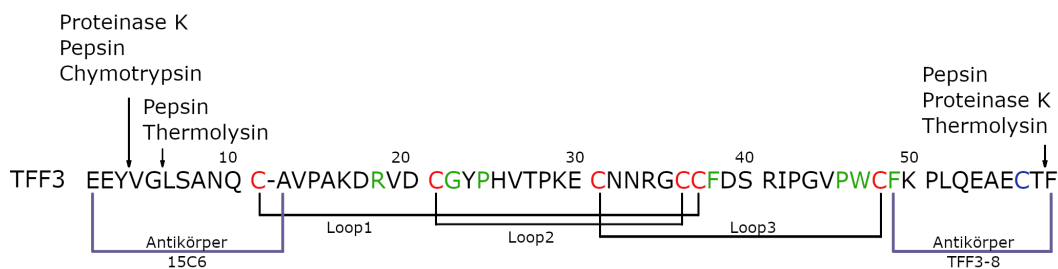 Proteinase K
Pepsin
Chymotrypsin
Pepsin
Thermolysin
Pepsin
Proteinase K
Thermolysin
10 20 30 40 50
TFF3 EEYVGLSANQ C-AVPAKDRVD CGYPHVTPKE CNNRGCCFDS RIPGVPWCFK PLQEAECTF
Loop1
Loop2
Loop3
Antikörper
15C6
Antikörper
TFF3-8